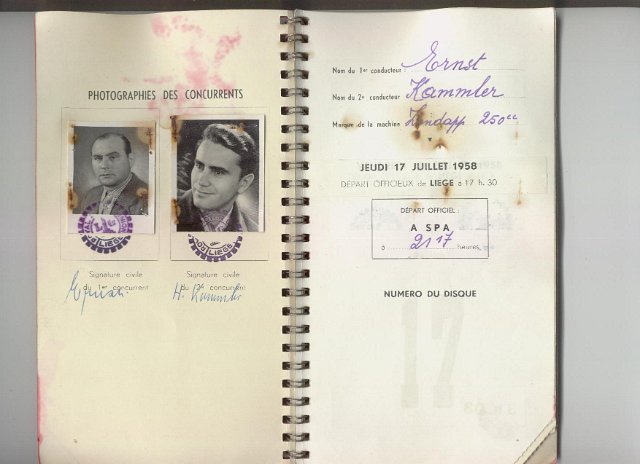 PHOTOGRAPHIES DES CONCURRENTS
LIEGE
LIEGE
Signature civile
du 1er concurrent
Signature civile
du 2e concurrent
H. Kammler
Nom du 1er conducteur : Ernst
Nom du 2e conducteur Kammler
Marque de la machine Zundapp 250cc
JEUDI 17 JUILLET 1958
DÉPART OFFICIEUX de LIEGE à 17 h. 30
DÉPART OFFICIEL :
A SPA
à 21 17 heures
NUMERO DU DISQUE
17